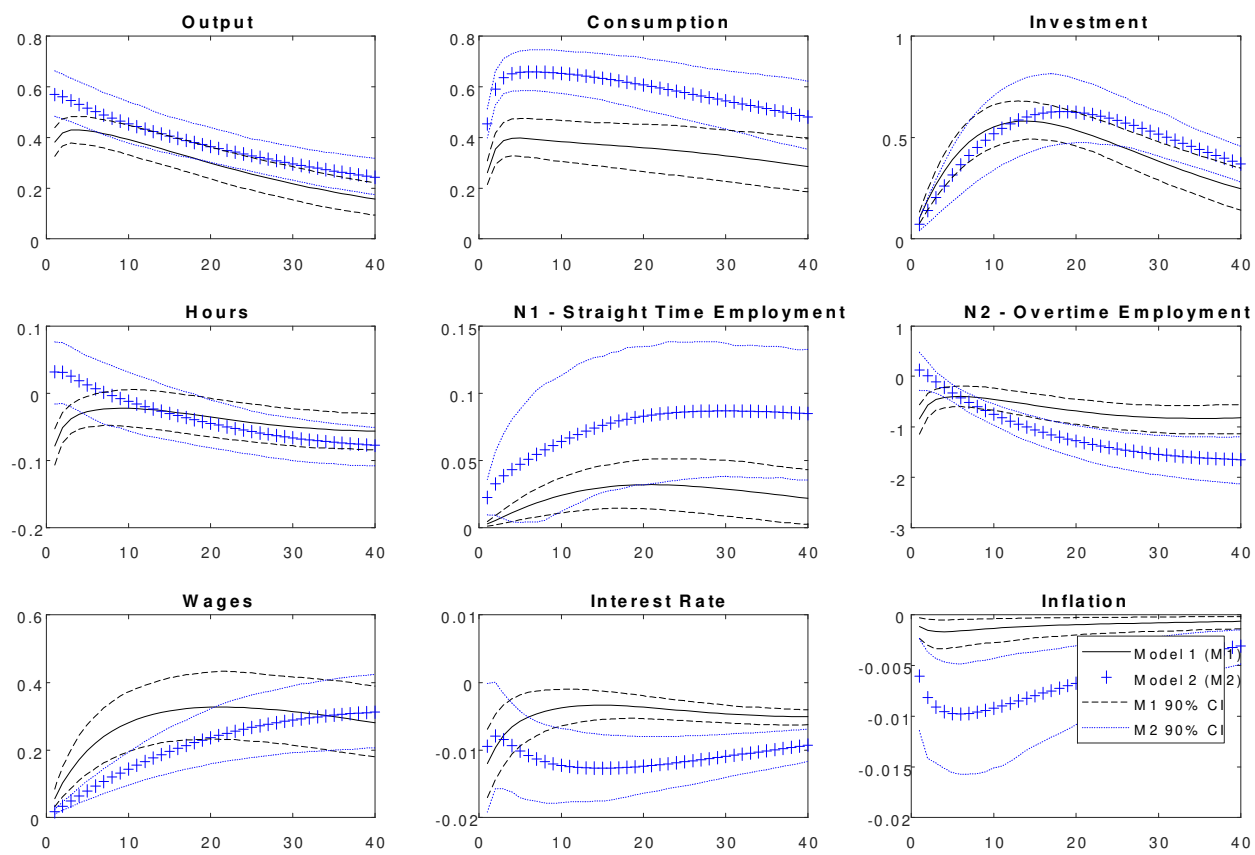 Output
Consumption
Investment
0.8
0.6
0.4
0.2
0
0 10 20 30 40
0.8
0.6
0.4
0.2
0
0 10 20 30 40
1
0.5
0
0 10 20 30 40
Hours
N1 - Straight Time Employment
N2 - Overtime Employment
0.1
0
-0.1
-0.2
0 10 20 30 40
0.15
0.1
0.05
0
0 10 20 30 40
1
0
-1
-2
-3
0 10 20 30 40
Wages
Interest Rate
Inflation
0.6
0.4
0.2
0
0 10 20 30 40
0.01
0
-0.01
-0.02
0 10 20 30 40
0
-0.005
-0.01
-0.015
-0.02
0 10 20 30 40
Model 1 (M1)
Model 2 (M2)
M1 90% CI
M2 90% CI